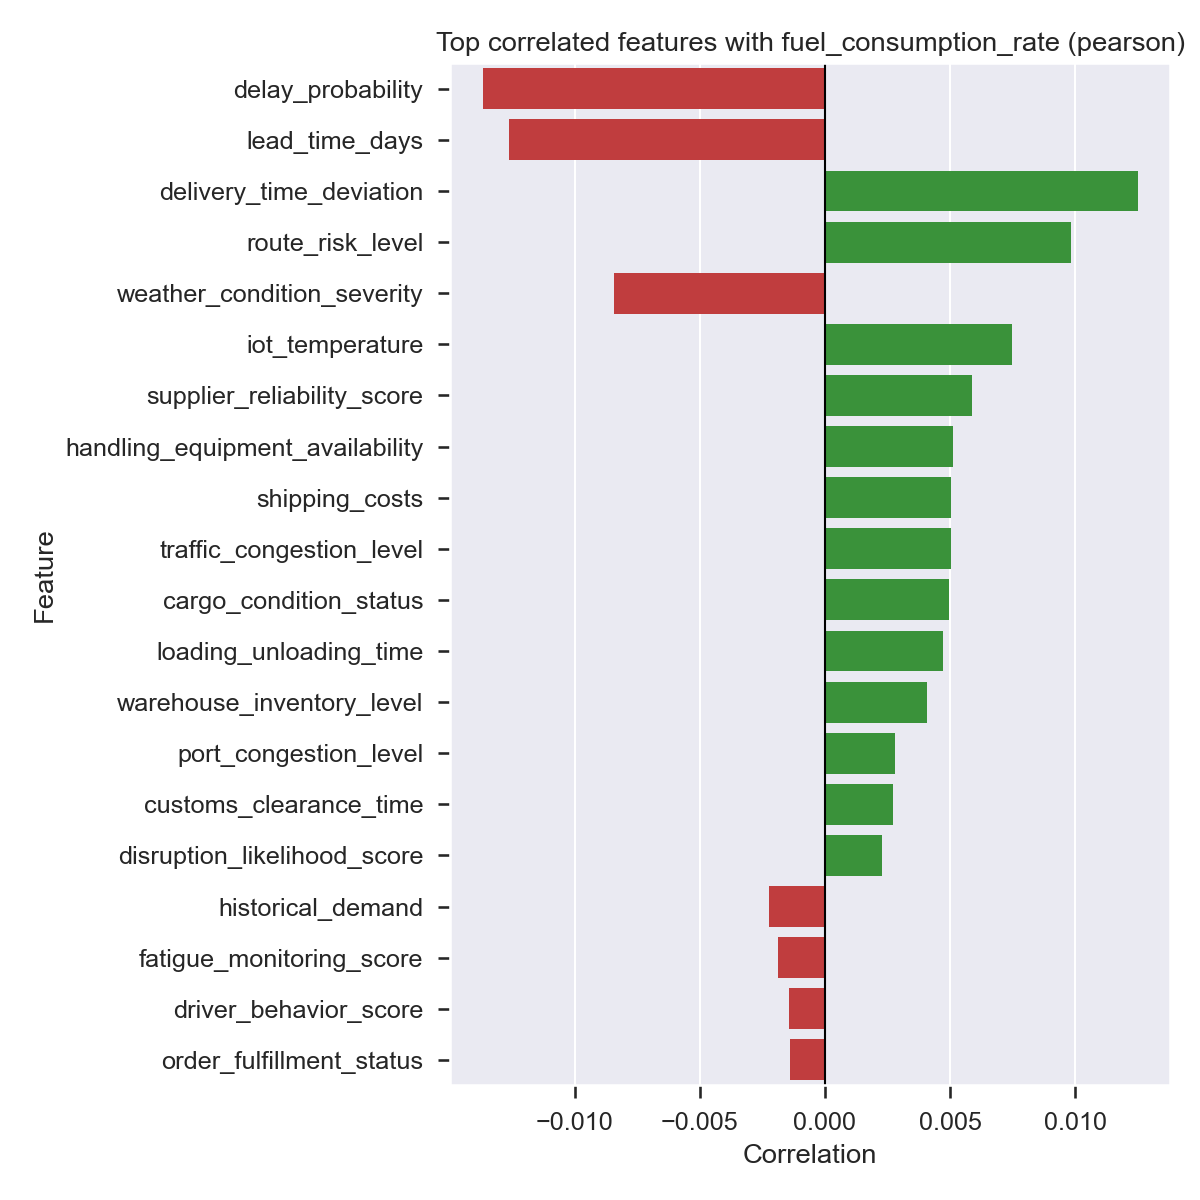 Top correlated features with fuel_consumption_rate (pearson)
delay_probability
lead_time_days
delivery_time_deviation
route_risk_level
weather_condition_severity
iot_temperature
supplier_reliability_score
handling_equipment_availability
shipping_costs
traffic_congestion_level
cargo_condition_status
loading_unloading_time
warehouse_inventory_level
port_congestion_level
customs_clearance_time
disruption_likelihood_score
historical_demand
fatigue_monitoring_score
driver_behavior_score
order_fulfillment_status
Feature
−0.010 −0.005 0.000 0.005 0.010
Correlation